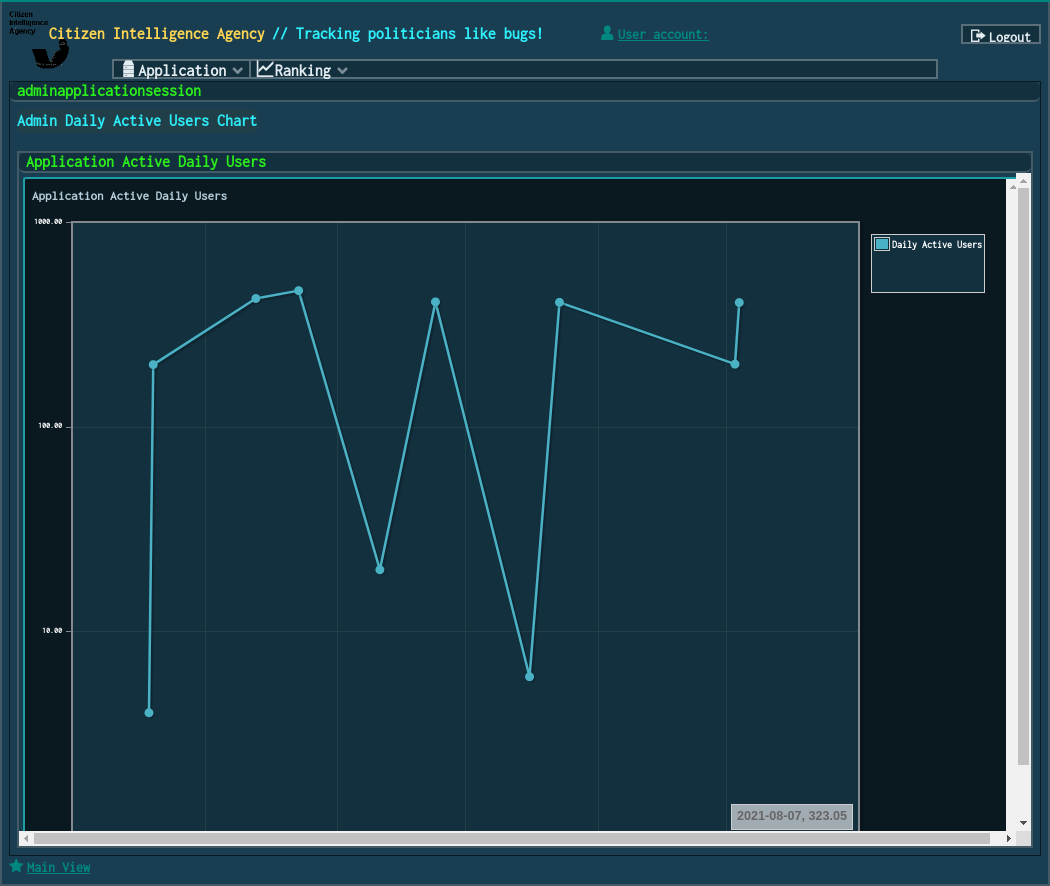 Citizen
Intelligence
Agency
Citizen Intelligence Agency // Tracking politicians like bugs!
User account:
Logout
Application
Ranking
adminapplicationsession
Admin Daily Active Users Chart
Application Active Daily Users
Application Active Daily Users
1000.00
Daily Active Users
100.00
10.00
2021-08-07, 323.05
Main View